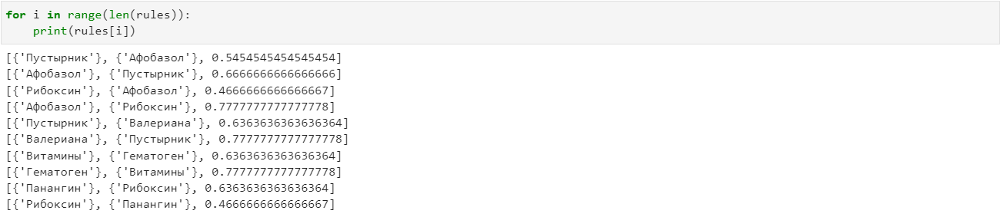 for i in range(len(rules)):
    print(rules[i])
[{'Пустырник'}, {'Афобазол'}, 0.5454545454545454]
[{'Афобазол'}, {'Пустырник'}, 0.6666666666666666]
[{'Рибоксин'}, {'Афобазол'}, 0.4666666666666667]
[{'Афобазол'}, {'Рибоксин'}, 0.7777777777777778]
[{'Пустырник'}, {'Валериана'}, 0.6363636363636364]
[{'Валериана'}, {'Пустырник'}, 0.7777777777777778]
[{'Витамины'}, {'Гематоген'}, 0.6363636363636364]
[{'Гематоген'}, {'Витамины'}, 0.7777777777777778]
[{'Панангин'}, {'Рибоксин'}, 0.6363636363636364]
[{'Рибоксин'}, {'Панангин'}, 0.4666666666666667]